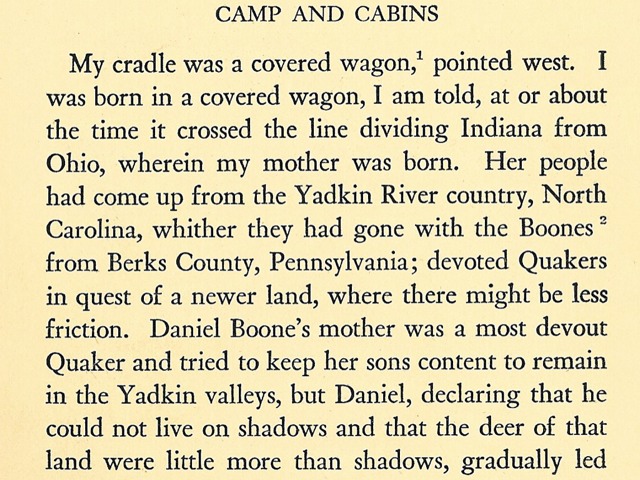 CAMP AND CABINS
My cradle was a covered wagon,¹ pointed west. I
was born in a covered wagon, I am told, at or about
the time it crossed the line dividing Indiana from
Ohio, wherein my mother was born. Her people
had come up from the Yadkin River country, North
Carolina, whither they had gone with the Boones ²
from Berks County, Pennsylvania; devoted Quakers
in quest of a newer land, where there might be less
friction. Daniel Boone's mother was a most devout
Quaker and tried to keep her sons content to remain
in the Yadkin valleys, but Daniel, declaring that he
could not live on shadows and that the deer of that
land were little more than shadows, gradually led